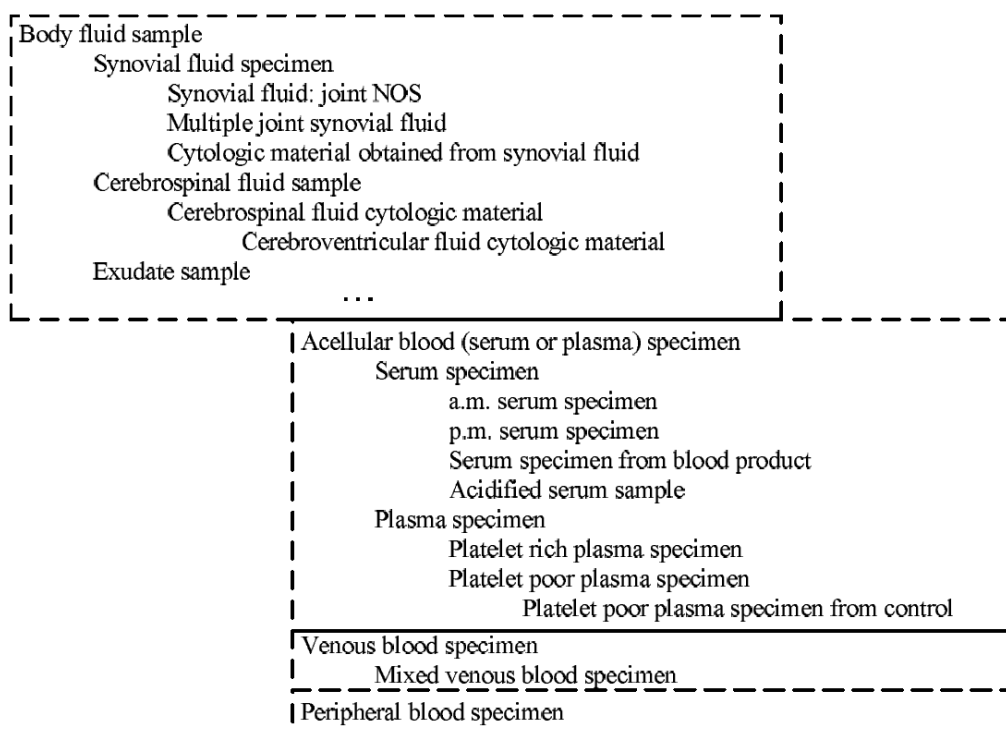 Body fluid sample
Synovial fluid specimen
Synovial fluid: joint NOS
Multiple joint synovial fluid
Cytologic material obtained from synovial fluid
Cerebrospinal fluid sample
Cerebrospinal fluid cytologic material
Cerebroventricular fluid cytologic material
Exudate sample
...
Acellular blood (serum or plasma) specimen
Serum specimen
a.m. serum specimen
p.m. serum specimen
Serum specimen from blood product
Acidified serum sample
Plasma specimen
Platelet rich plasma specimen
Platelet poor plasma specimen
Platelet poor plasma specimen from control
Venous blood specimen
Mixed venous blood specimen
Peripheral blood specimen